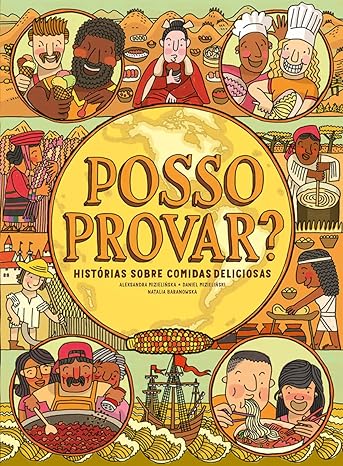 POSSO
PROVAR?
HISTÓRIAS SOBRE COMIDAS DELICIOSAS
ALEKSANDRA MIZIELIŃSKA • DANIEL MIZIELIŃSKI
NATALIA BARANOWSKA